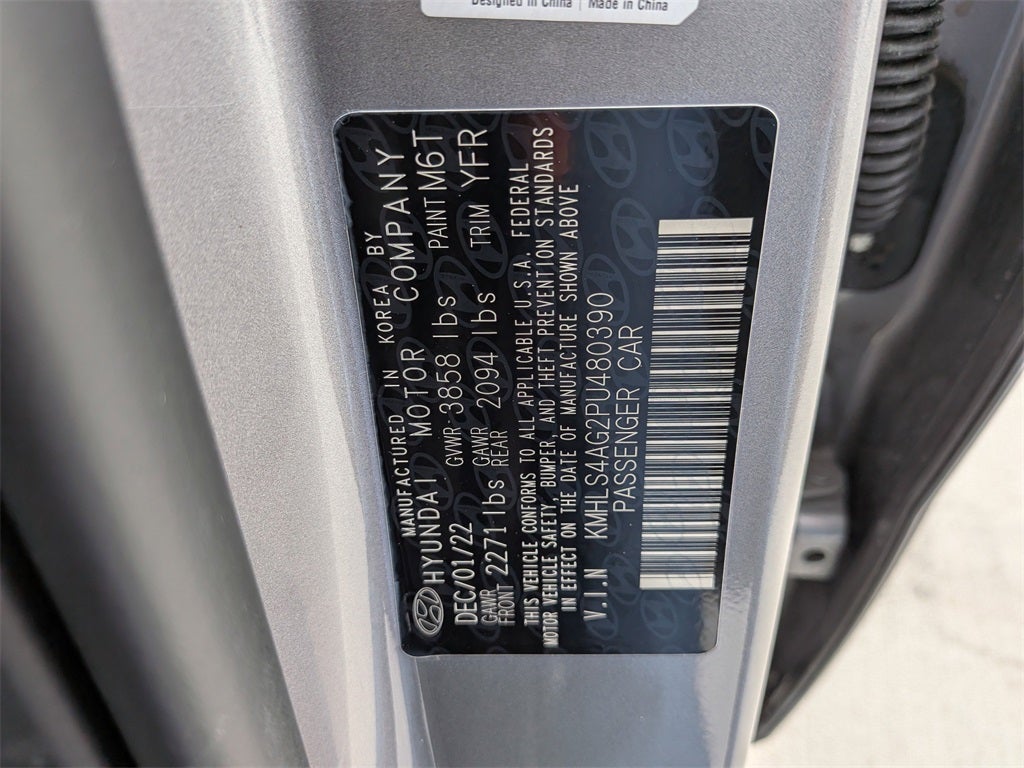 Designed in China | Made in China
MANUFACTURED IN KOREA BY
HYUNDAI MOTOR COMPANY
DEC/01/22 GVWR 3858 lbs PAINT M6T
GAWR FRONT 2271 lbs GAWR REAR 2094 lbs TRIM YFR
THIS VEHICLE CONFORMS TO ALL APPLICABLE U.S.A. FEDERAL
MOTOR VEHICLE SAFETY, BUMPER, AND THEFT PREVENTION STANDARDS
IN EFFECT ON THE DATE OF MANUFACTURE SHOWN ABOVE
V.I.N KMHLS4AG2PU480390
PASSENGER CAR